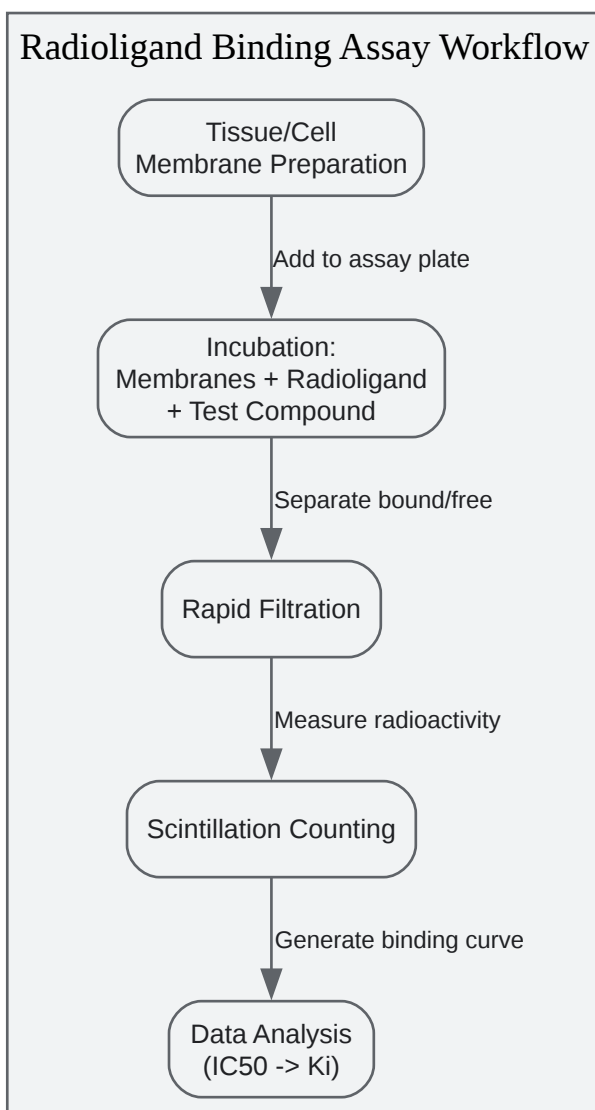 Radioligand Binding Assay Workflow
Tissue/Cell
Membrane Preparation
Add to assay plate
Incubation:
Membranes + Radioligand
+ Test Compound
Separate bound/free
Rapid Filtration
Measure radioactivity
Scintillation Counting
Generate binding curve
Data Analysis
(IC50 -> Ki)